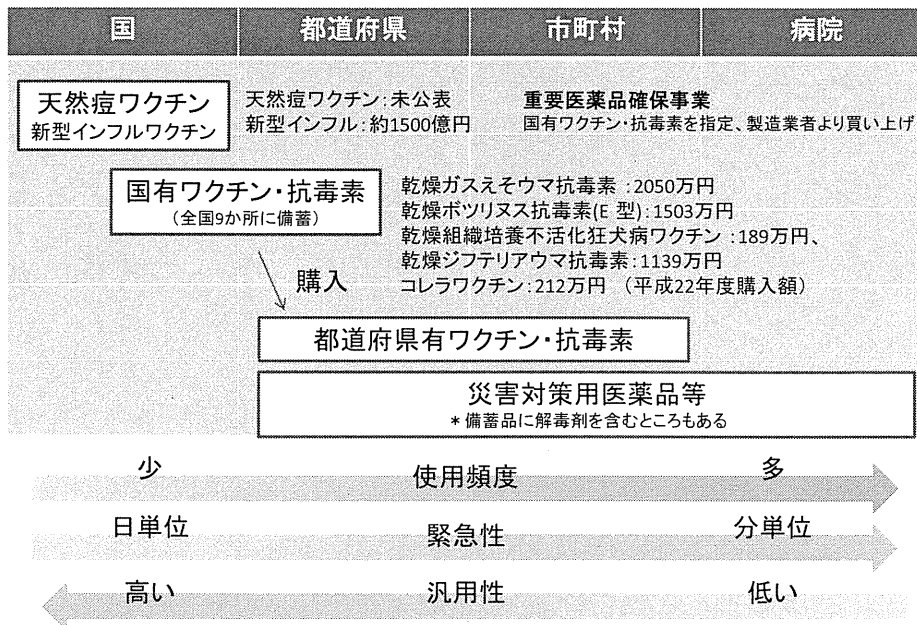 国 都道府県 市町村 病院
天然痘ワクチン
新型インフルワクチン
天然痘ワクチン：未公表
新型インフル：約1500億円
重要医薬品確保事業
国有ワクチン・抗毒素を指定、製造業者より買い上げ
国有ワクチン・抗毒素
（全国9か所に備蓄）
乾燥ガスえそウマ抗毒素 ：2050万円
乾燥ボツリヌス抗毒素(E 型)：1503万円
乾燥組織培養不活化狂犬病ワクチン ：189万円、
乾燥ジフテリアウマ抗毒素：1139万円
コレラワクチン：212万円 （平成22年度購入額）
購入
都道府県有ワクチン・抗毒素
災害対策用医薬品等
＊備蓄品に解毒剤を含むところもある
少 使用頻度 多
日単位 緊急性 分単位
高い 汎用性 低い